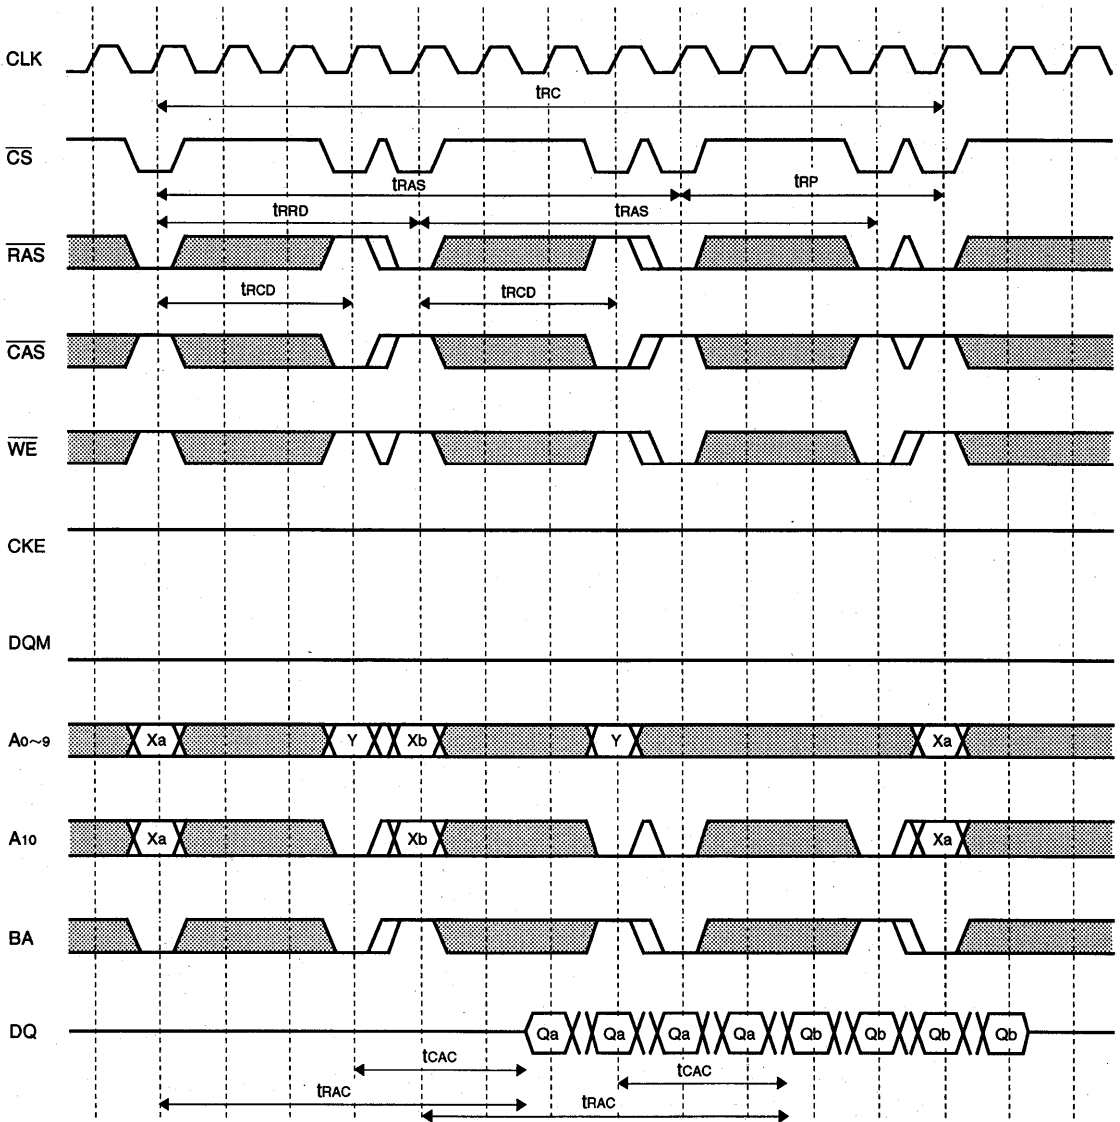 CLK
tRC
CS
tRAS tRP
tRRD tRAS
RAS
tRCD tRCD
CAS
WE
CKE
DQM
A0~9 Xa Y Xb Y Xa
A10 Xa Xb Xa
BA
DQ Qa Qa Qa Qa Qb Qb Qb Qb
tCAC tCAC
tRAC tRAC